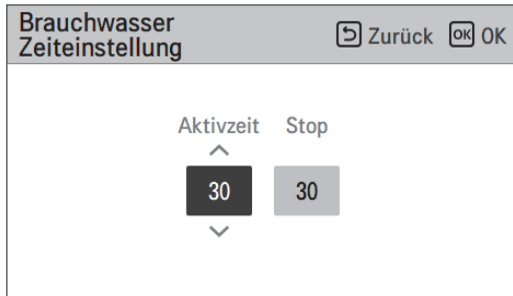 Brauchwasser
Zeiteinstellung
Zurück OK OK
Aktivzeit Stop
30 30